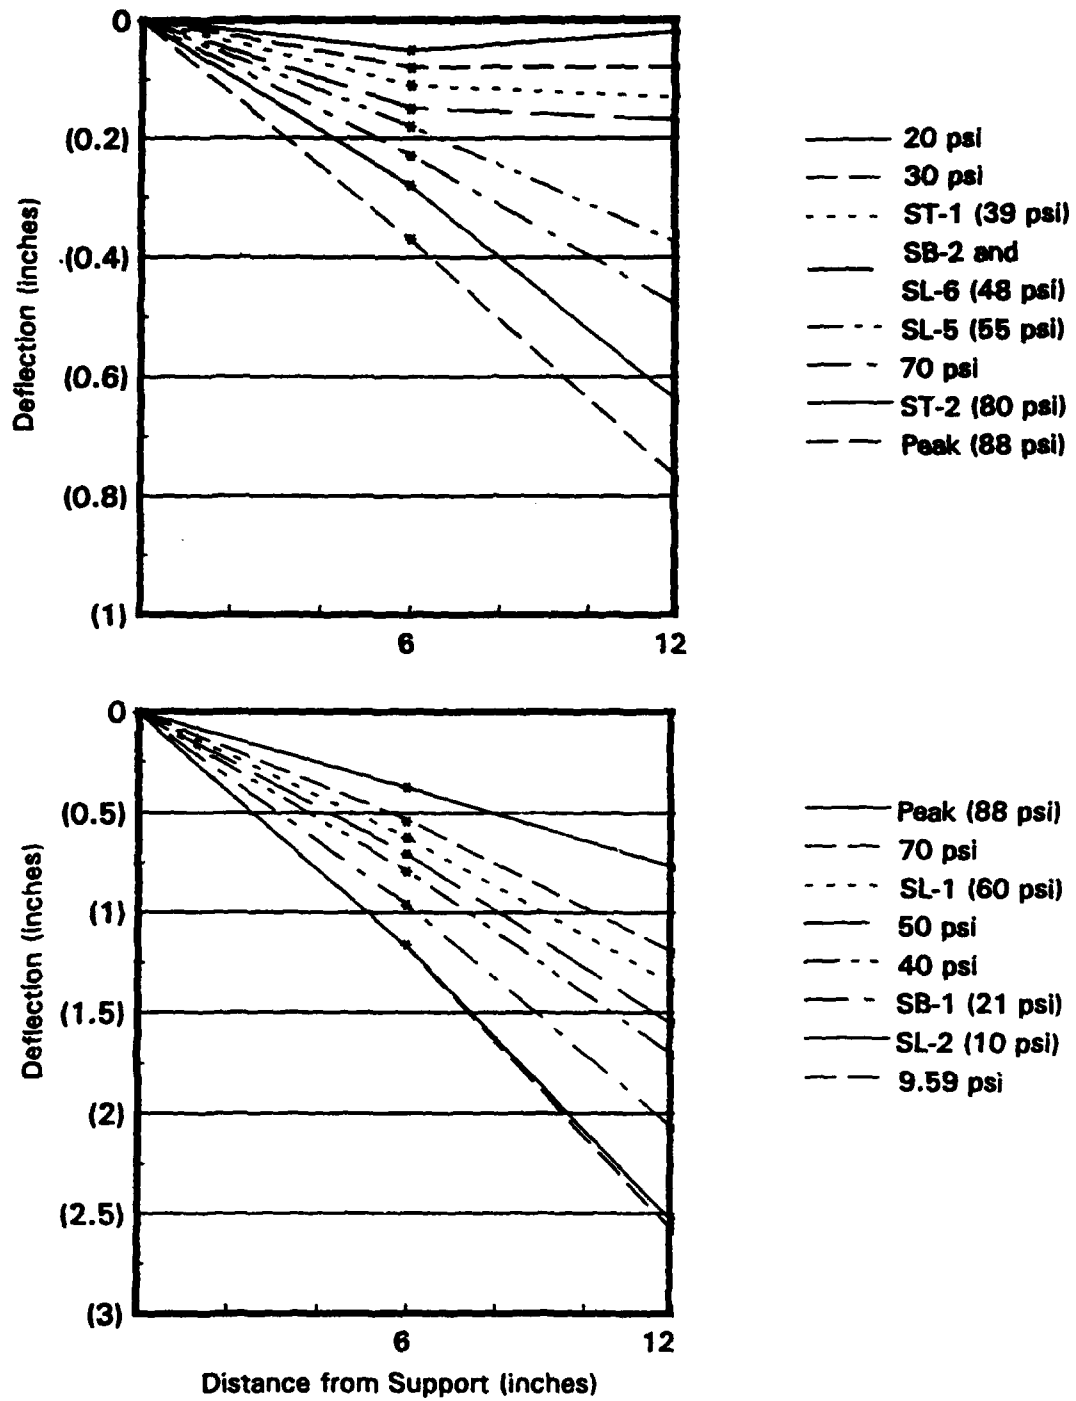 0
(0.2)
(0.4)
(0.6)
(0.8)
(1)
6
12
Deflection (inches)
20 psi
30 psi
ST-1 (39 psi)
SB-2 and
SL-6 (48 psi)
SL-5 (55 psi)
70 psi
ST-2 (80 psi)
Peak (88 psi)
0
(0.5)
(1)
(1.5)
(2)
(2.5)
(3)
6
12
Deflection (inches)
Distance from Support (inches)
Peak (88 psi)
70 psi
SL-1 (60 psi)
50 psi
40 psi
SB-1 (21 psi)
SL-2 (10 psi)
9.59 psi